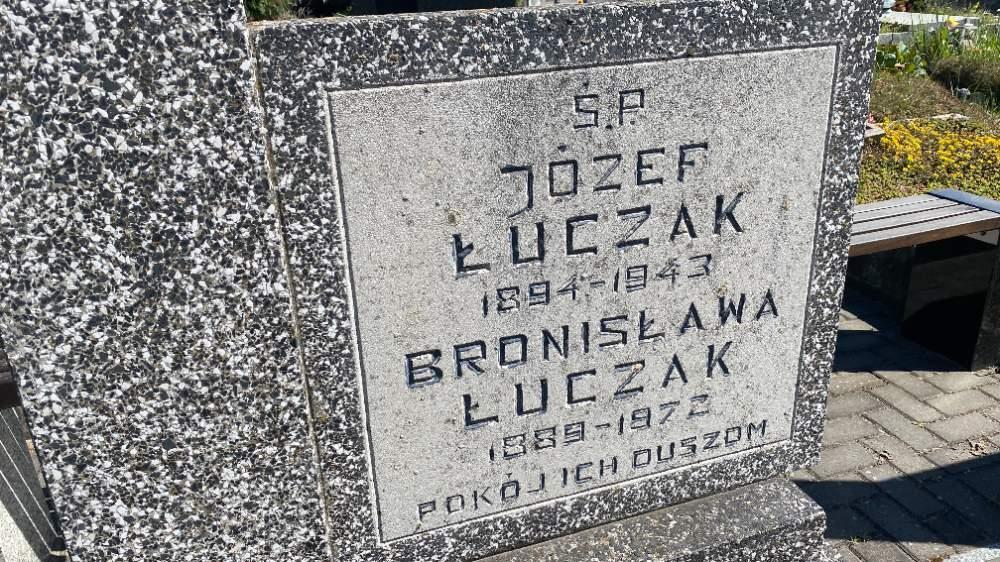 Ś.P.
JÓZEF
ŁUCZAK
1894-1943
BRONISŁAWA
ŁUCZAK
1889-1972
POKÓJ ICH DUSZOM